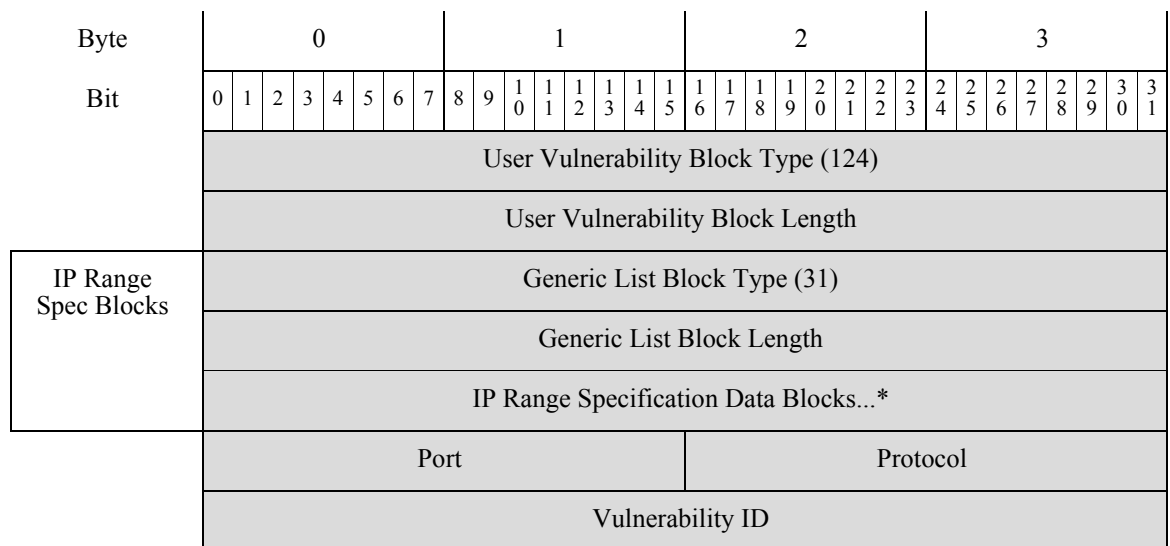 Byte 0 1 2 3
Bit 0 1 2 3 4 5 6 7 8 9 10 11 12 13 14 15 16 17 18 19 20 21 22 23 24 25 26 27 28 29 30 31
User Vulnerability Block Type (124)
User Vulnerability Block Length
IP Range
Spec Blocks
Generic List Block Type (31)
Generic List Block Length
IP Range Specification Data Blocks...*
Port Protocol
Vulnerability ID